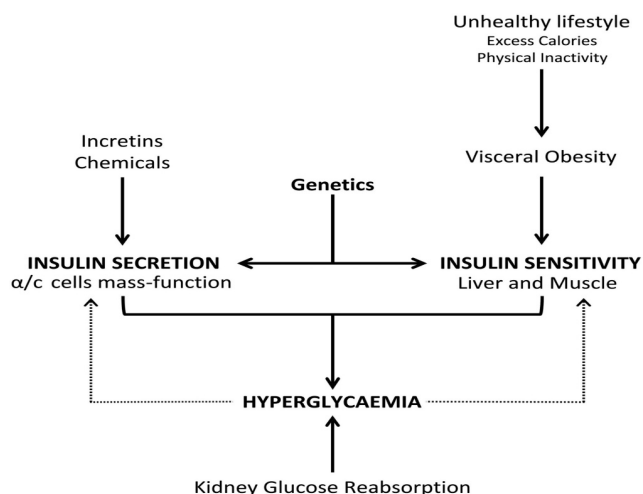 Unhealthy lifestyle
Excess Calories
Physical Inactivity
Incretins
Chemicals
Visceral Obesity
Genetics
INSULIN SECRETION
α/c cells mass-function
INSULIN SENSITIVITY
Liver and Muscle
HYPERGLYCAEMIA
Kidney Glucose Reabsorption